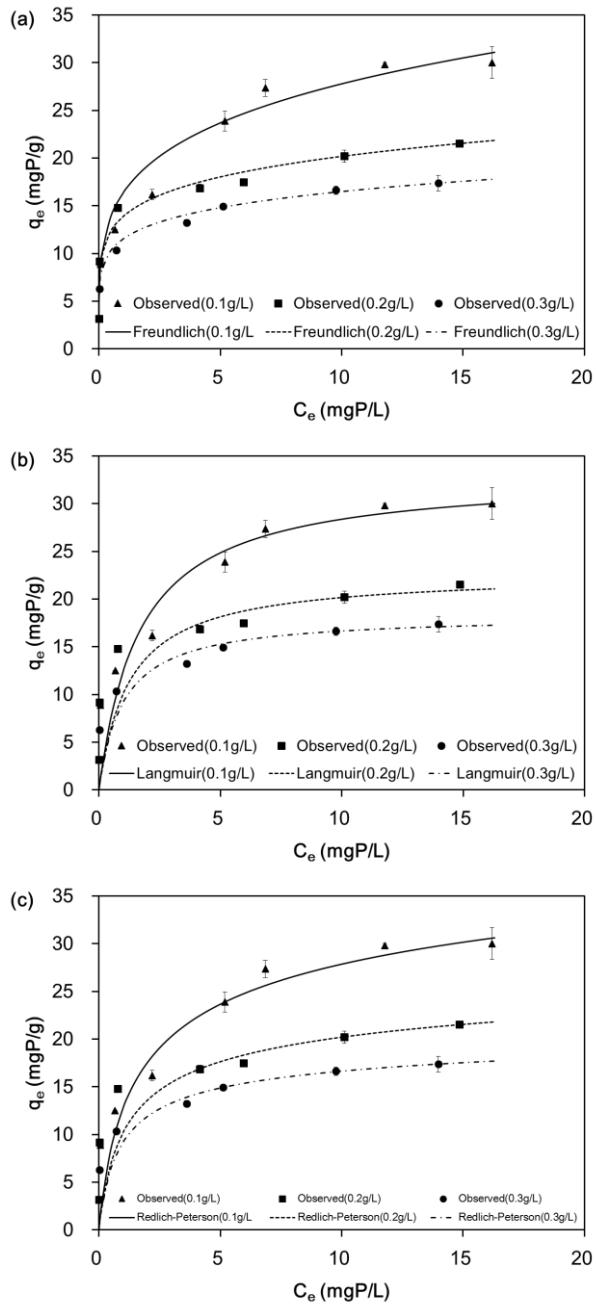 (a)
35
30
25
20
15
10
5
0
qe (mgP/g)
Observed(0.1g/L) Observed(0.2g/L) Observed(0.3g/L)
Freundlich(0.1g/L Freundlich(0.2g/L) Freundlich(0.3g/L)
0 5 10 15 20
Ce (mgP/L)
(b)
35
30
25
20
15
10
5
0
qe (mgP/g)
Observed(0.1g/L) Observed(0.2g/L) Observed(0.3g/L)
Langmuir(0.1g/L) Langmuir(0.2g/L) Langmuir(0.3g/L)
0 5 10 15 20
Ce (mgP/L)
(c)
35
30
25
20
15
10
5
0
qe (mgP/g)
Observed(0.1g/L) Observed(0.2g/L) Observed(0.3g/L)
Redlich-Peterson(0.1g/L Redlich-Peterson(0.2g/L) Redlich-Peterson(0.3g/L)
0 5 10 15 20
Ce (mgP/L)